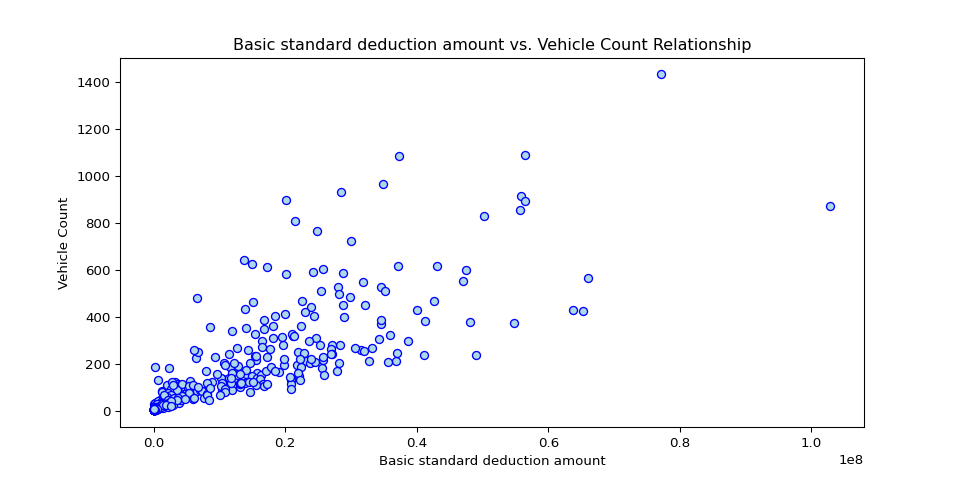 Basic standard deduction amount vs. Vehicle Count Relationship
1400
1200
1000
800
600
400
200
0
Vehicle Count
0.0 0.2 0.4 0.6 0.8 1.0
1e8
Basic standard deduction amount